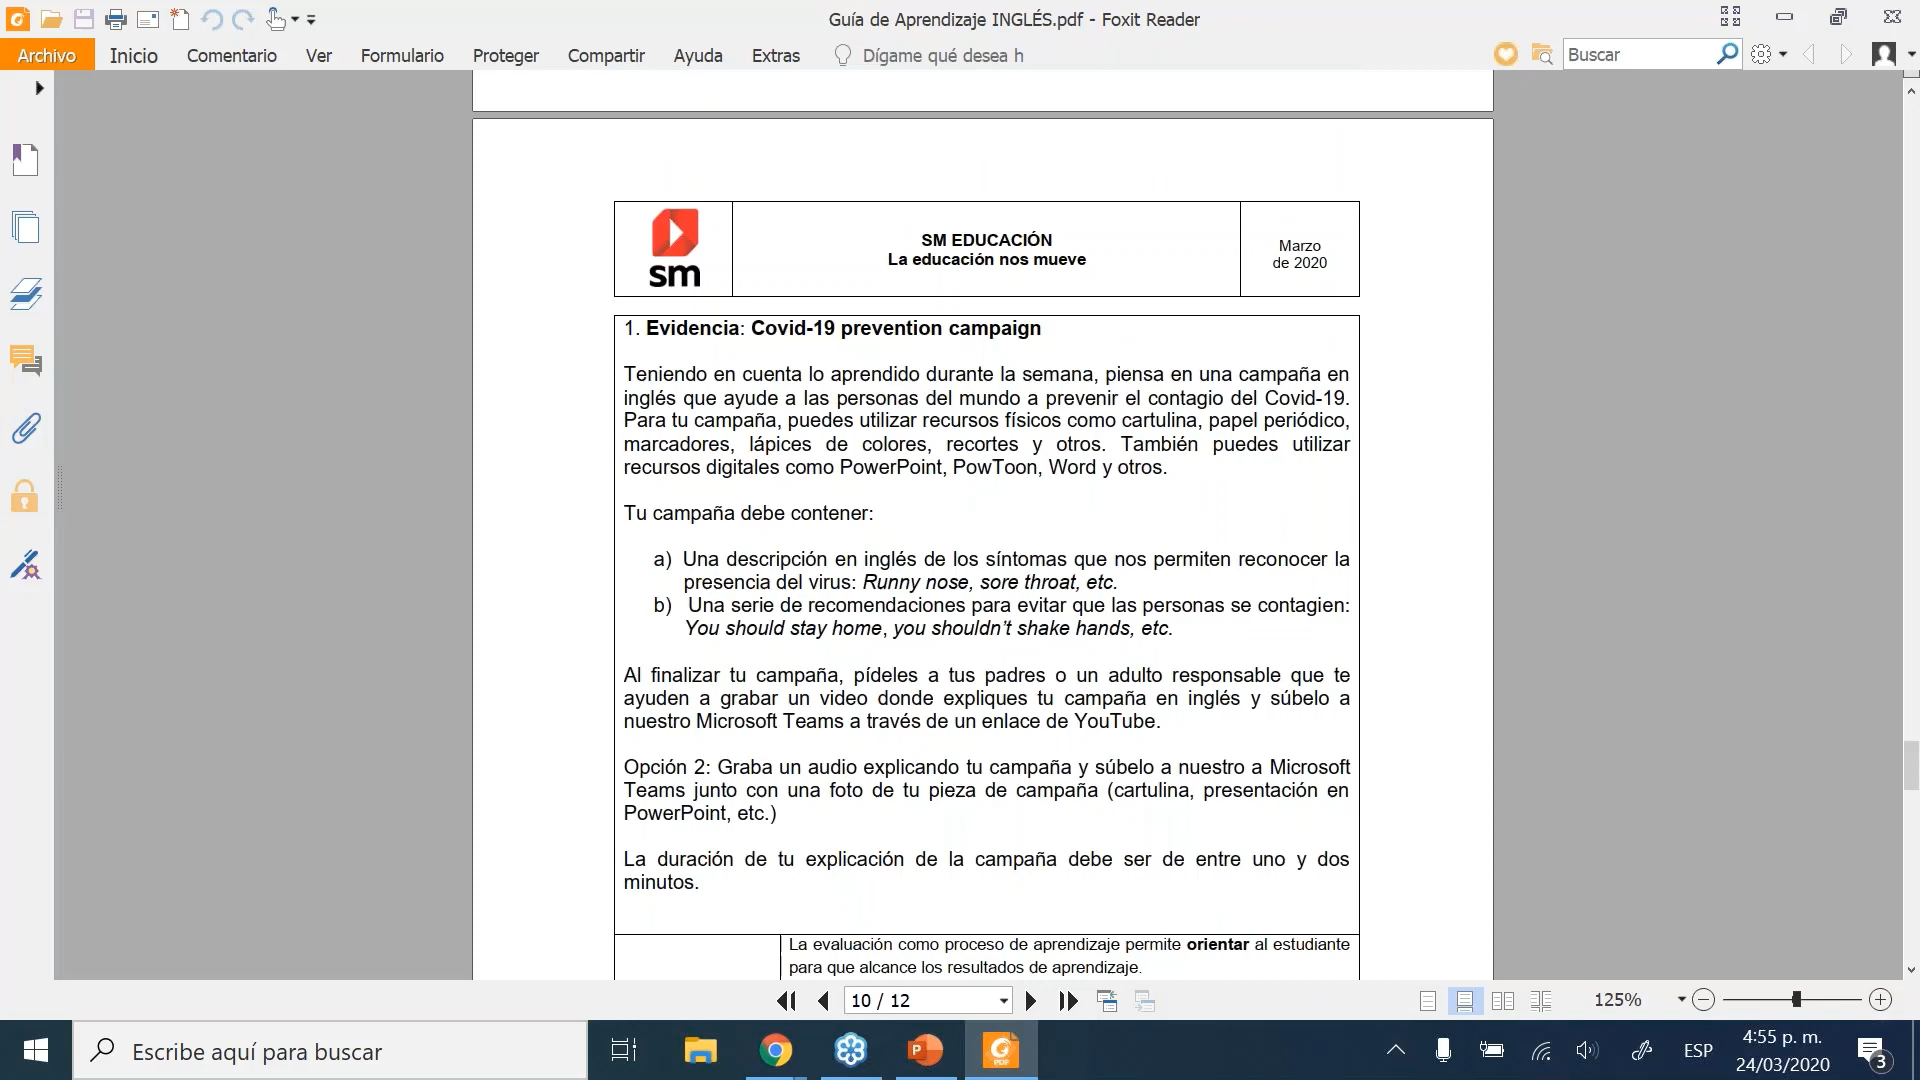 Guía de Aprendizaje INGLÉS.pdf - Foxit Reader
Archivo Inicio Comentario Ver Formulario Proteger Compartir Ayuda Extras Dígame qué desea h Buscar
sm
SM EDUCACIÓN
La educación nos mueve
Marzo
de 2020
1. Evidencia: Covid-19 prevention campaign
Teniendo en cuenta lo aprendido durante la semana, piensa en una campaña en
inglés que ayude a las personas del mundo a prevenir el contagio del Covid-19.
Para tu campaña, puedes utilizar recursos físicos como cartulina, papel periódico,
marcadores, lápices de colores, recortes y otros. También puedes utilizar
recursos digitales como PowerPoint, PowToon, Word y otros.
Tu campaña debe contener:
a) Una descripción en inglés de los síntomas que nos permiten reconocer la
presencia del virus: Runny nose, sore throat, etc.
b) Una serie de recomendaciones para evitar que las personas se contagien:
You should stay home, you shouldn't shake hands, etc.
Al finalizar tu campaña, pídeles a tus padres o un adulto responsable que te
ayuden a grabar un video donde expliques tu campaña en inglés y súbelo a
nuestro Microsoft Teams a través de un enlace de YouTube.
Opción 2: Graba un audio explicando tu campaña y súbelo a nuestro a Microsoft
Teams junto con una foto de tu pieza de campaña (cartulina, presentación en
PowerPoint, etc.)
La duración de tu explicación de la campaña debe ser de entre uno y dos
minutos.
La evaluación como proceso de aprendizaje permite orientar al estudiante
para que alcance los resultados de aprendizaje.
10 / 12
125%
Escribe aquí para buscar
PDF
ESP
4:55 p. m.
24/03/2020
3